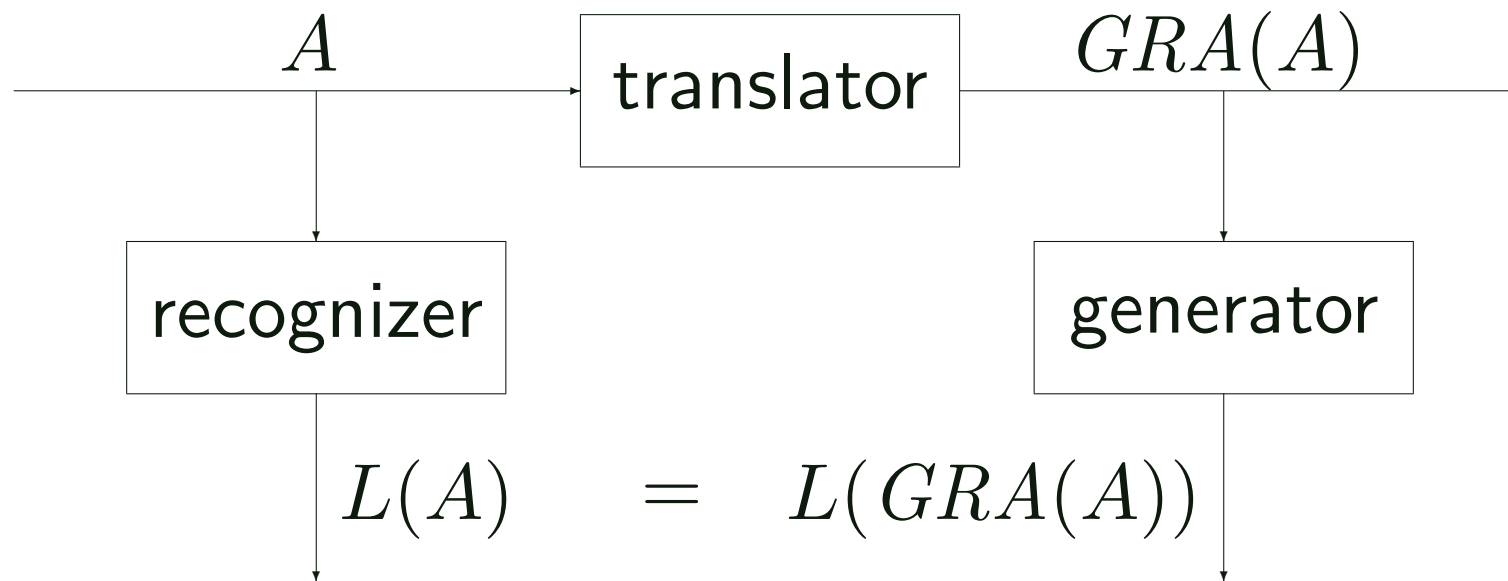 A
translator
GRA(A)
recognizer
generator
L(A) = L(GRA(A))